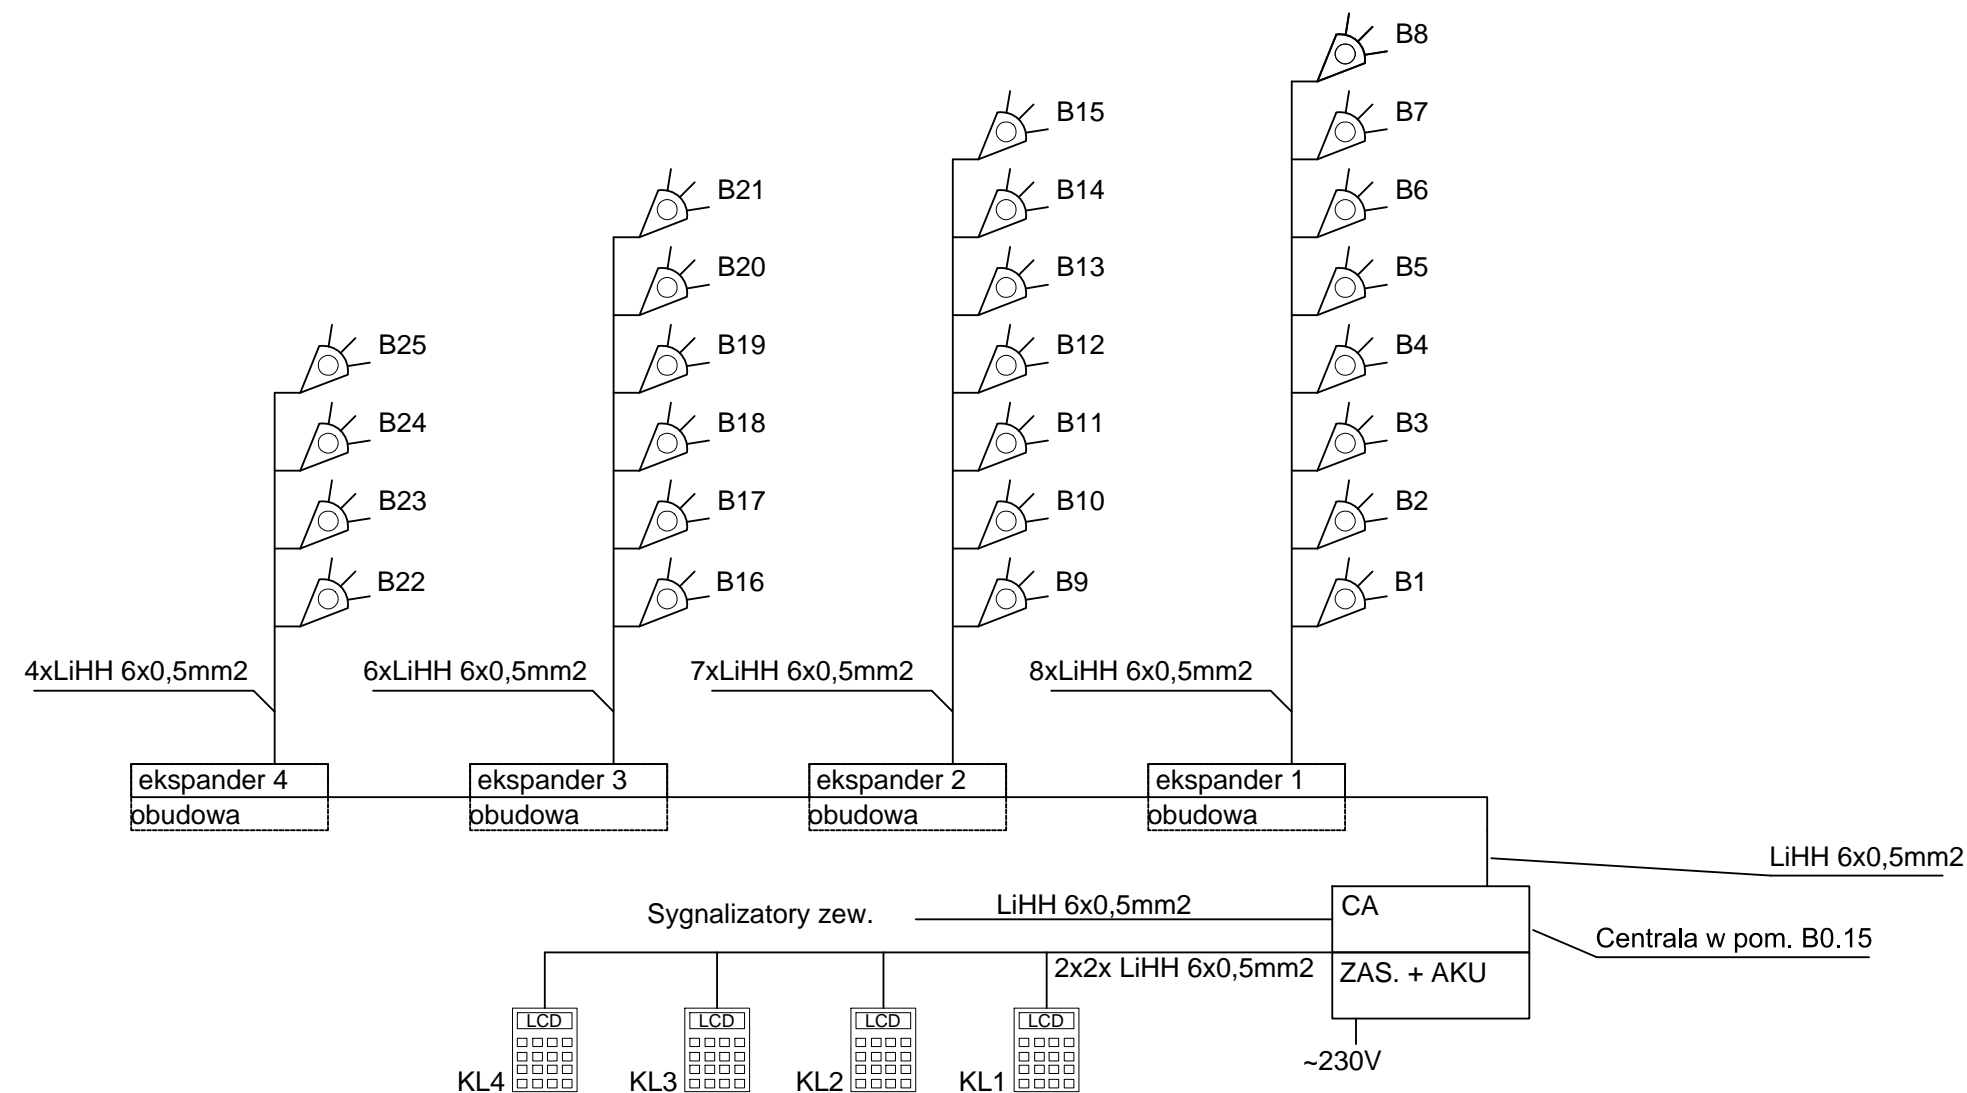 B8
B15
B7
B21
B14
B6
B20
B13
B5
B25
B19
B12
B4
B24
B18
B11
B3
B23
B17
B10
B2
B22
B16
B9
B1
4xLiHH 6x0,5mm2
6xLiHH 6x0,5mm2
7xLiHH 6x0,5mm2
8xLiHH 6x0,5mm2
ekspander 4
obudowa
ekspander 3
obudowa
ekspander 2
obudowa
ekspander 1
obudowa
LiHH 6x0,5mm2
Sygnalizatory zew.
LiHH 6x0,5mm2
CA
Centrala w pom. B0.15
2x2x LiHH 6x0,5mm2
ZAS. + AKU
~230V
LCD
KL4
LCD
KL3
LCD
KL2
LCD
KL1